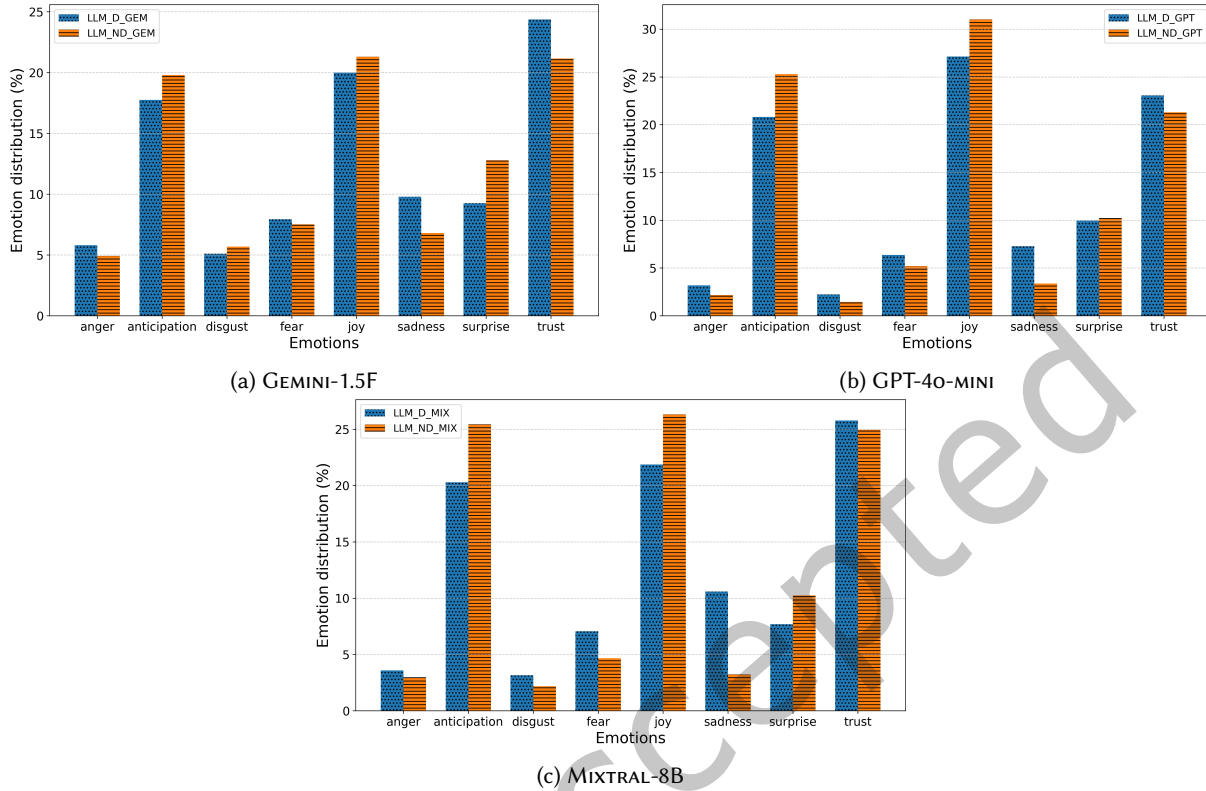 LLM_D_GEM
LLM_ND_GEM
Emotion distribution (%)
25
20
15
10
5
0
anger anticipation disgust fear joy sadness surprise trust
Emotions
(a) Gemini-1.5F
LLM_D_GPT
LLM_ND_GPT
Emotion distribution (%)
30
25
20
15
10
5
0
anger anticipation disgust fear joy sadness surprise trust
Emotions
(b) GPT-4o-mini
LLM_D_MIX
LLM_ND_MIX
Emotion distribution (%)
25
20
15
10
5
0
anger anticipation disgust fear joy sadness surprise trust
Emotions
(c) Mixtral-8B
cepted